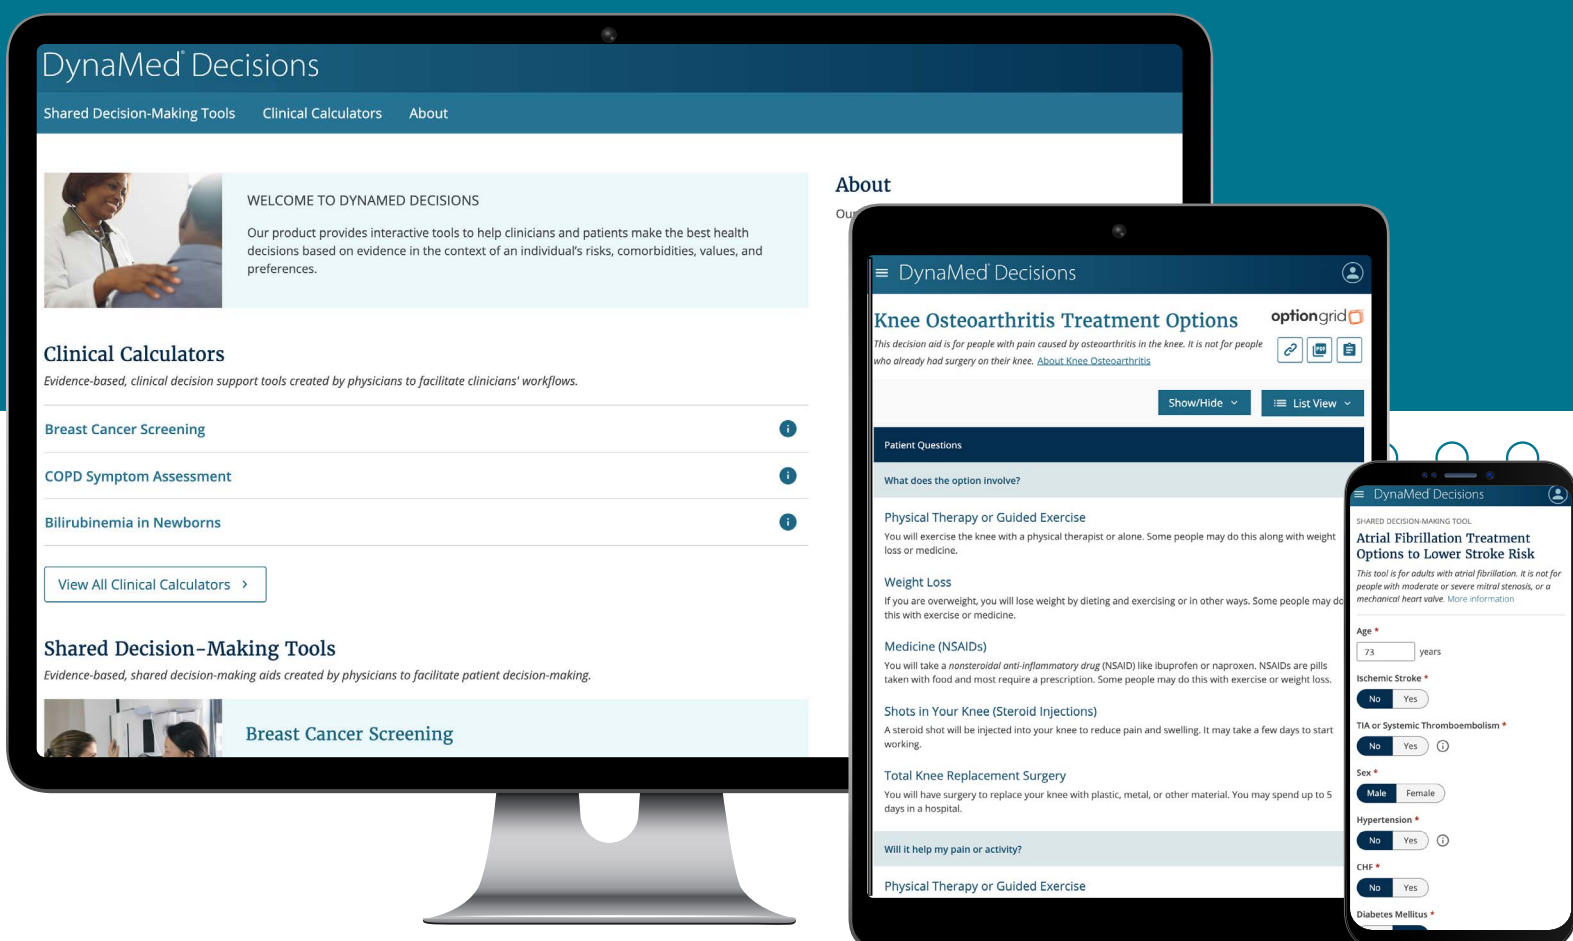 DynaMed® Decisions
Shared Decision-Making Tools Clinical Calculators About
WELCOME TO DYNAMED DECISIONS
Our product provides interactive tools to help clinicians and patients make the best health
decisions based on evidence in the context of an individual's risks, comorbidities, values, and
preferences.
Clinical Calculators
Evidence-based, clinical decision support tools created by physicians to facilitate clinicians' workflows.
Breast Cancer Screening
COPD Symptom Assessment
Bilirubinemia in Newborns
View All Clinical Calculators >
Shared Decision-Making Tools
Evidence-based, shared decision-making aids created by physicians to facilitate patient decision-making.
Breast Cancer Screening
About
DynaMed® Decisions
Knee Osteoarthritis Treatment Options
optiongrid
This decision aid is for people with pain caused by osteoarthritis in the knee. It is not for people
who already had surgery on their knee. About Knee Osteoarthritis
PDF
Show/Hide List View
Patient Questions
What does the option involve?
Physical Therapy or Guided Exercise
You will exercise the knee with a physical therapist or alone. Some people may do this along with weight
loss or medicine.
Weight Loss
If you are overweight, you will lose weight by dieting and exercising or in other ways. Some people may do
this with exercise or medicine.
Medicine (NSAIDs)
You will take a nonsteroidal anti-inflammatory drug (NSAID) like ibuprofen or naproxen. NSAIDs are pills
taken with food and most require a prescription. Some people may do this with exercise or weight loss.
Shots in Your Knee (Steroid Injections)
A steroid shot will be injected into your knee to reduce pain and swelling. It may take a few days to start
working.
Total Knee Replacement Surgery
You will have surgery to replace your knee with plastic, metal, or other material. You may spend up to 5
days in a hospital.
Will it help my pain or activity?
Physical Therapy or Guided Exercise
DynaMed® Decisions
SHARED DECISION-MAKING TOOL
Atrial Fibrillation Treatment
Options to Lower Stroke Risk
This tool is for adults with atrial fibrillation. It is not for
people with moderate or severe mitral stenosis, or a
mechanical heart valve. More information
Age *
73 years
Ischemic Stroke *
No Yes
TIA or Systemic Thromboembolism *
No Yes
Sex *
Male Female
Hypertension *
No Yes
CHF *
No Yes
Diabetes Mellitus *